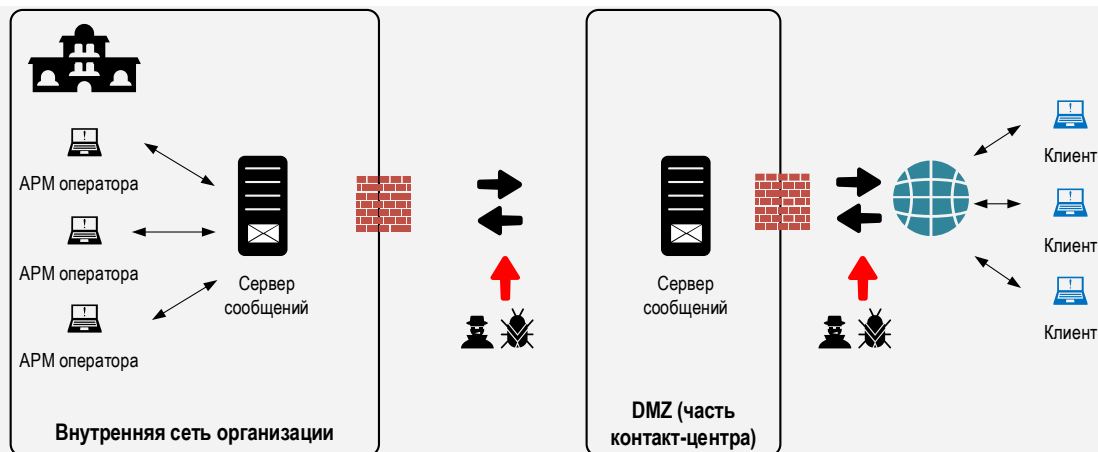 АРМ оператора
АРМ оператора
АРМ оператора
Сервер
сообщений
Внутренняя сеть организации
Сервер
сообщений
DMZ (часть
контакт-центра)
Клиент
Клиент
Клиент